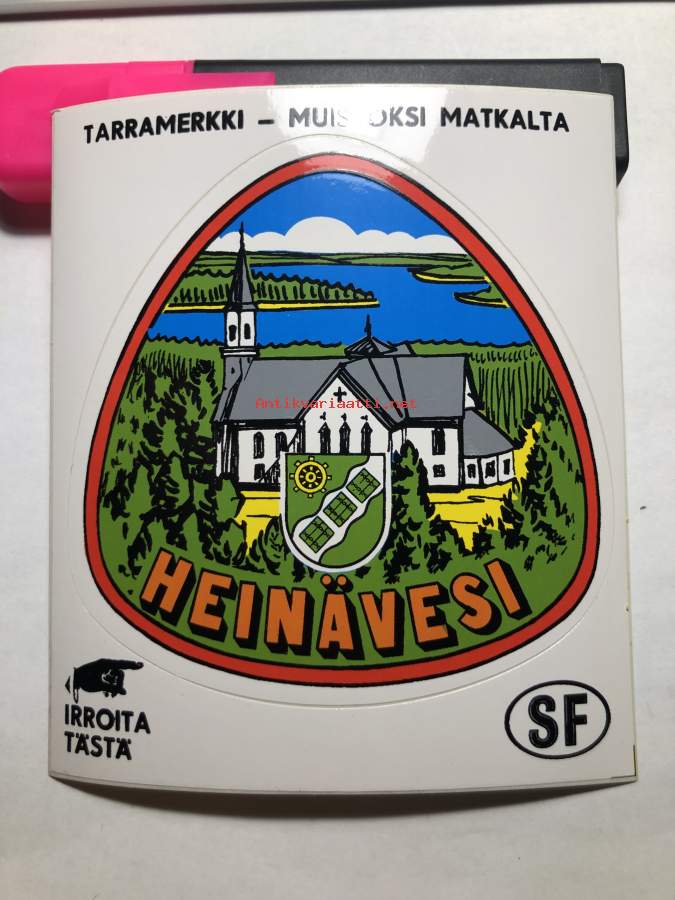 TARRAMERKKI – MUISTOKSI MATKALTA
Antikvariaatti.net
HEINÄVESI
IRROITA
TÄSTÄ
SF